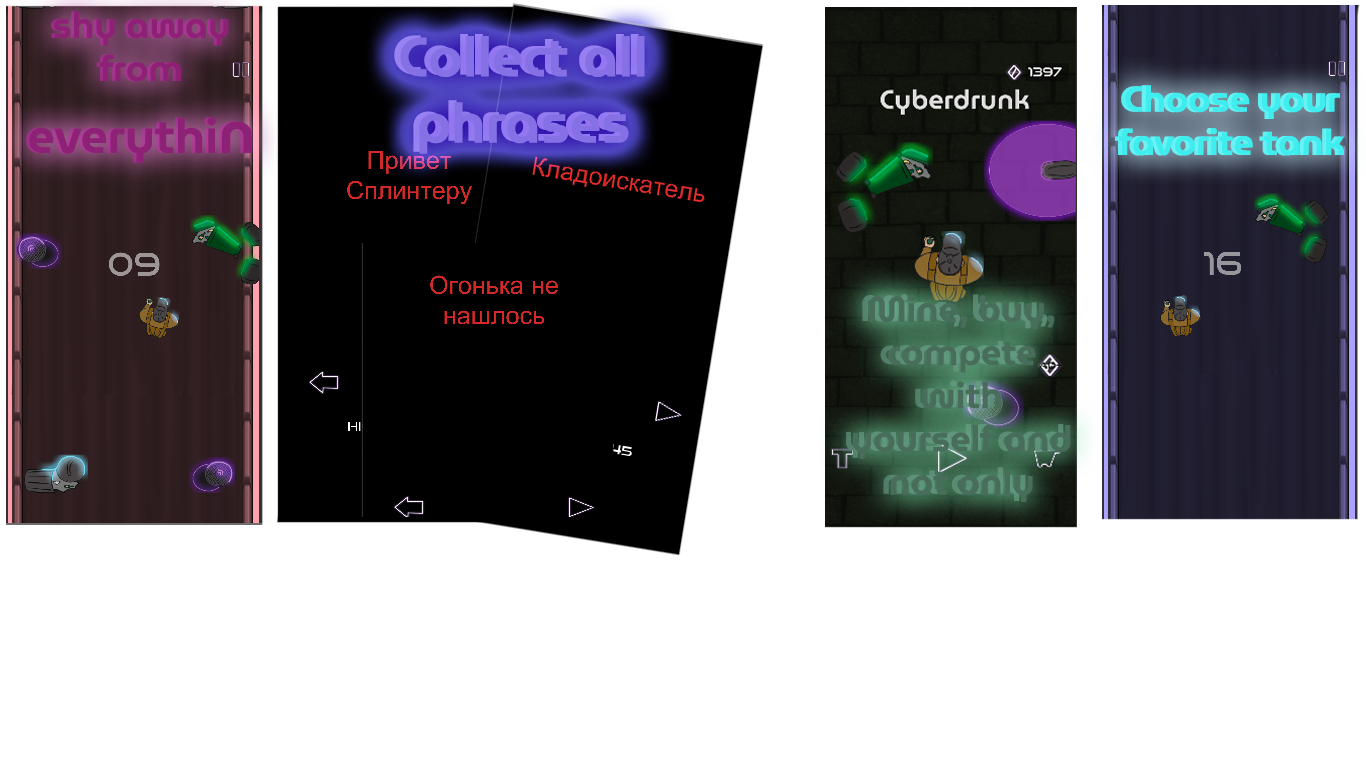 shy away
from
everythin
09
Collect all
phrases
Привет
Сплинтеру
Кладоискатель
Огонька не
нашлось
HI
45
1397
Cyberdrunk
Mine, buy,
compete
with
yourself and
not only
Choose your
favorite tank
16